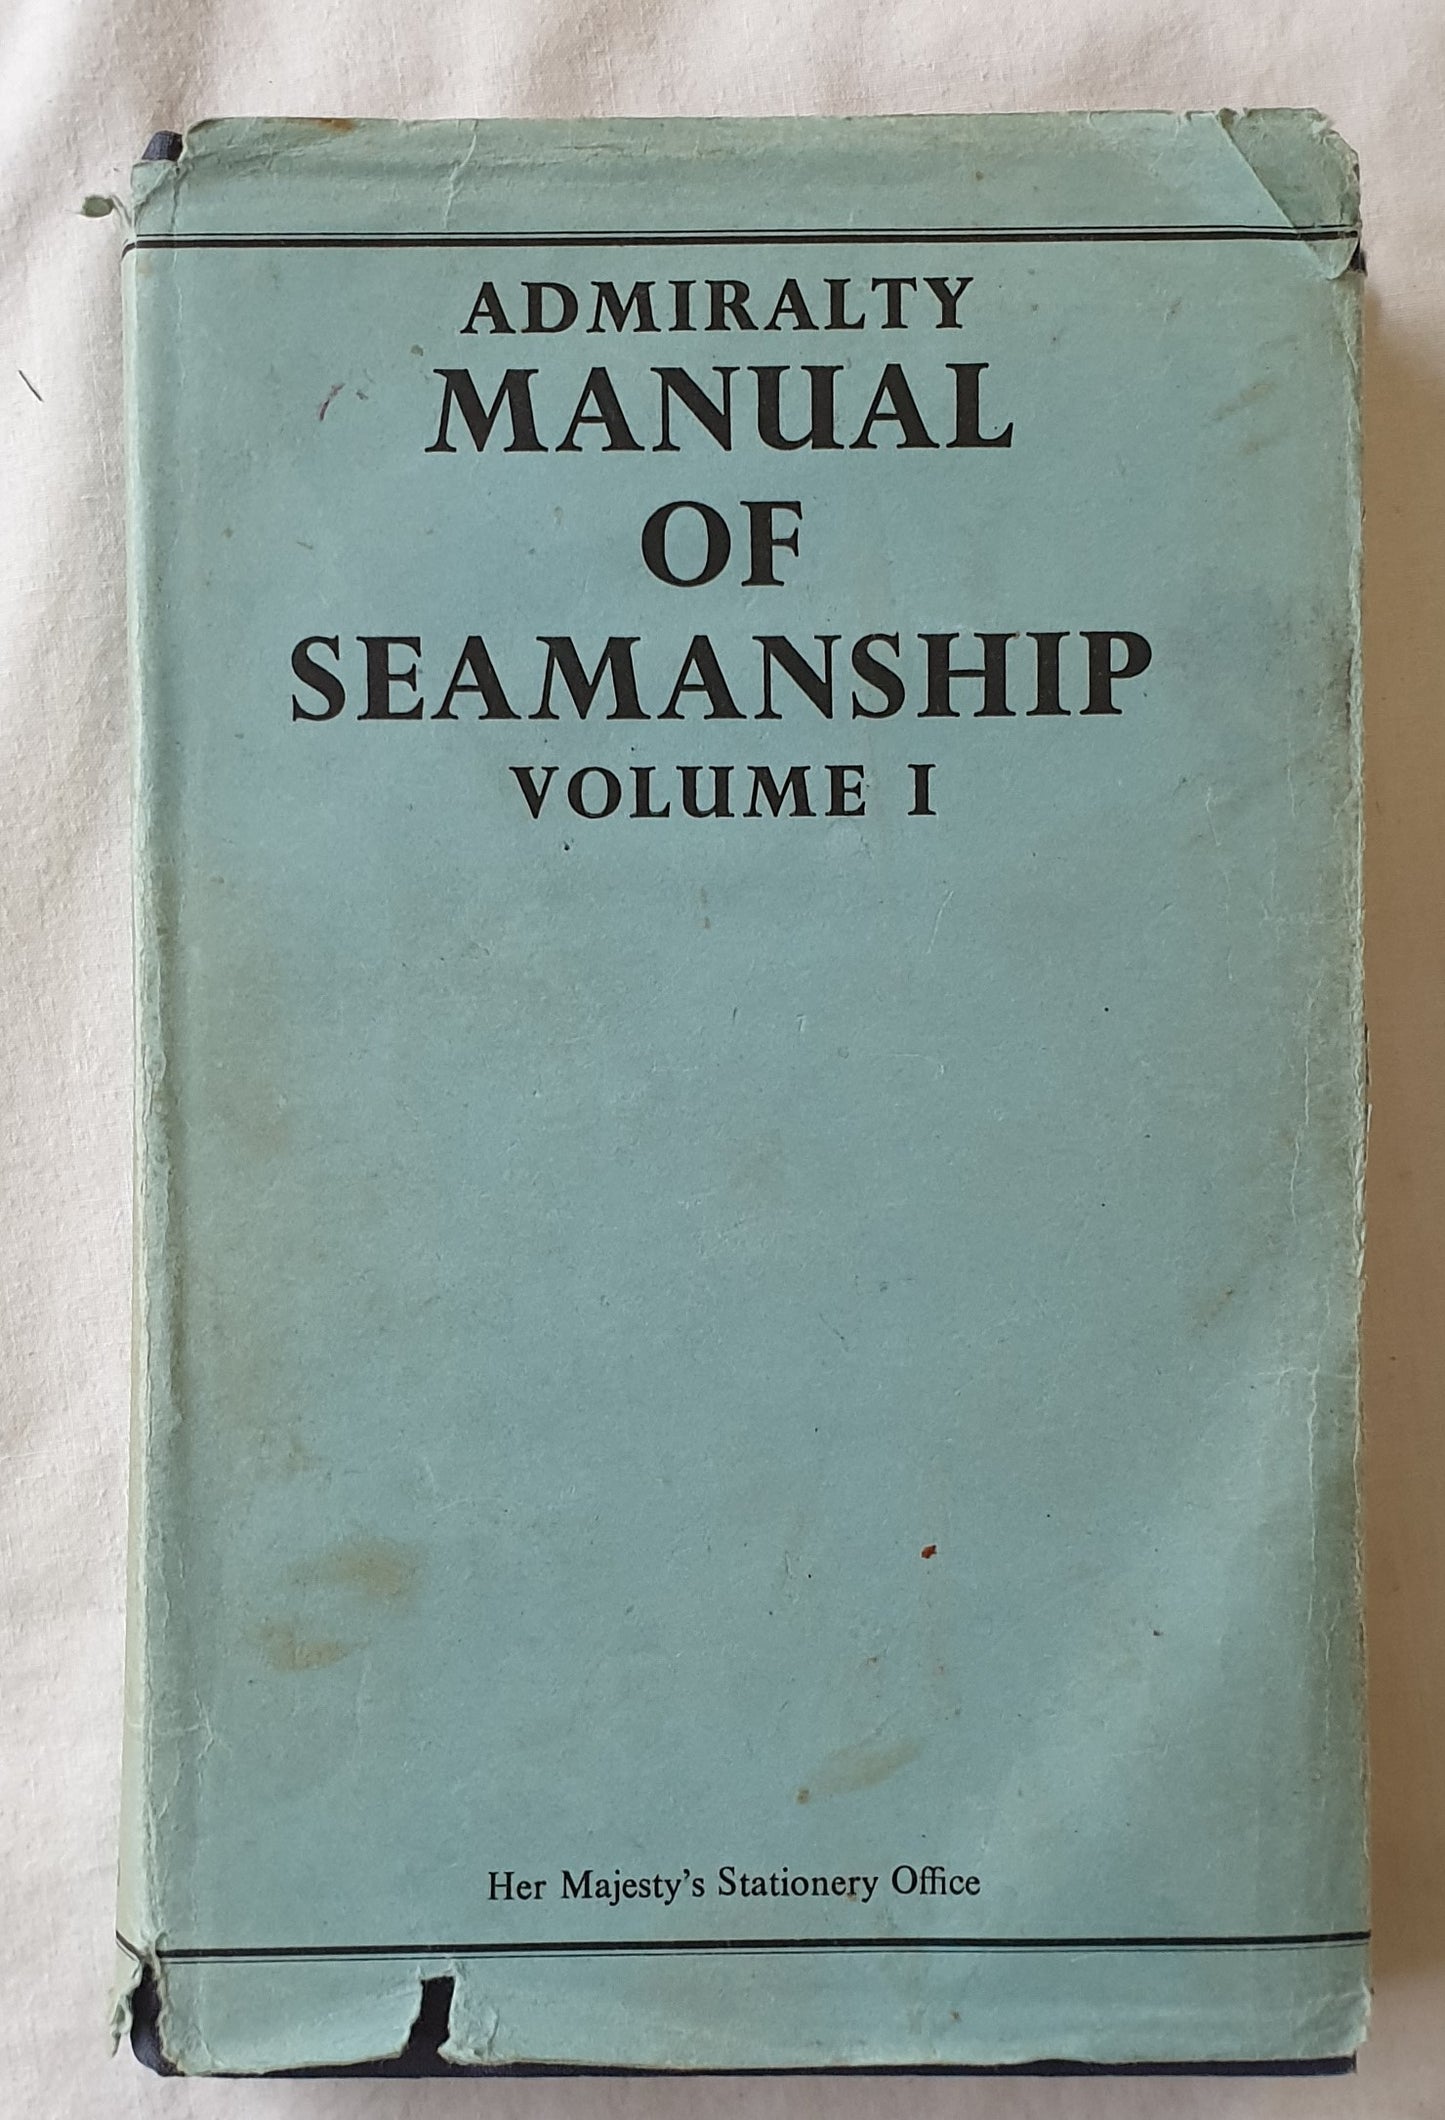 ADMIRALTY
MANUAL
OF
SEAMANSHIP
VOLUME I
Her Majesty's Stationery Office